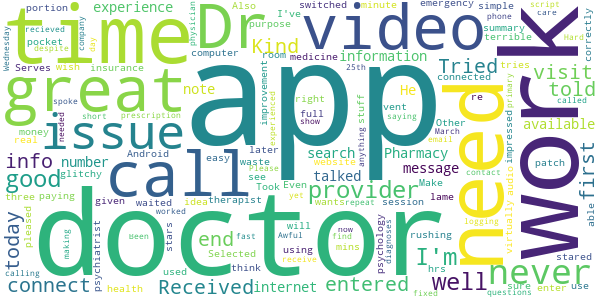 time
Dr
video
work
app
great
issue
need
call
doctor
provider
good
never
Kind
Tried
told
visit
first
available
info
number
message
talked
search
Pharmacy
information
today
connect
Received
end
internet
entered
I'm
well
He
note
experience
portion
switched
emergency
Also
purpose
minute
simple
company
I've
phone
script
Wednesday
recieved
pocket
despite
Serves
wish
insurance
computer
room
summary
terrible
care
Hard
physician
day
medicine
connected
correctly
money
real
spoke
needed
short
prescription
improvement
experienced
25th
right
full
show
vent
saying
re
Other
March
email
tries
called
primary
impressed
Android
glitchy
easy
later
waste
website
Please
see
anything
stuff
Make
lame
contact
virtually
audio
patch
able
three
paying
given
waited
worked
idea
therapist
Took
Even
yet
wants
repeat
session
rushing
logging
stared
pleased
psychiatrist
Been
fast
stars
will
Selected
now
find
mins
psychology
diagnoses
hrs
calling
making
used
think
Awful
using
receive
health
fixed
questions
sure
enter
use